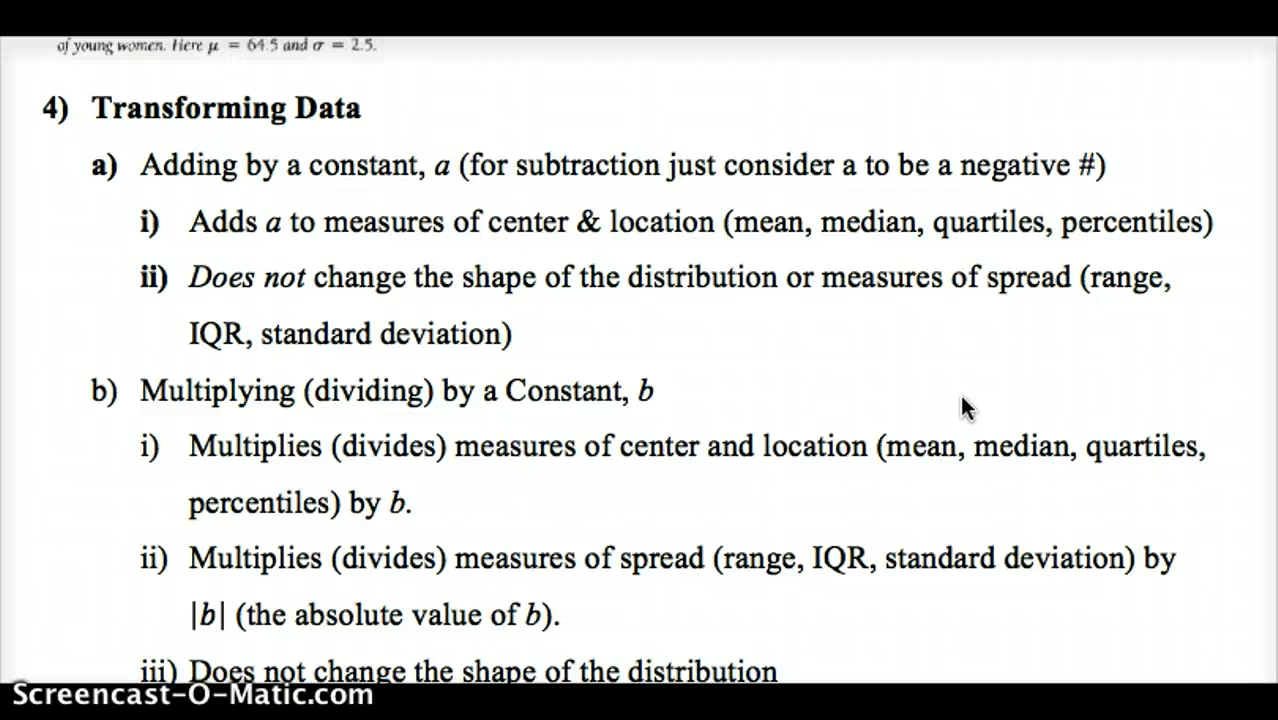 of young women. Here μ = 64.5 and σ = 2.5.
4) Transforming Data
a) Adding by a constant, a (for subtraction just consider a to be a negative #)
i) Adds a to measures of center & location (mean, median, quartiles, percentiles)
ii) Does not change the shape of the distribution or measures of spread (range,
IQR, standard deviation)
b) Multiplying (dividing) by a Constant, b
i) Multiplies (divides) measures of center and location (mean, median, quartiles,
percentiles) by b.
ii) Multiplies (divides) measures of spread (range, IQR, standard deviation) by
|b| (the absolute value of b).
iii) Does not change the shape of the distribution
Screencast-O-Matic.com